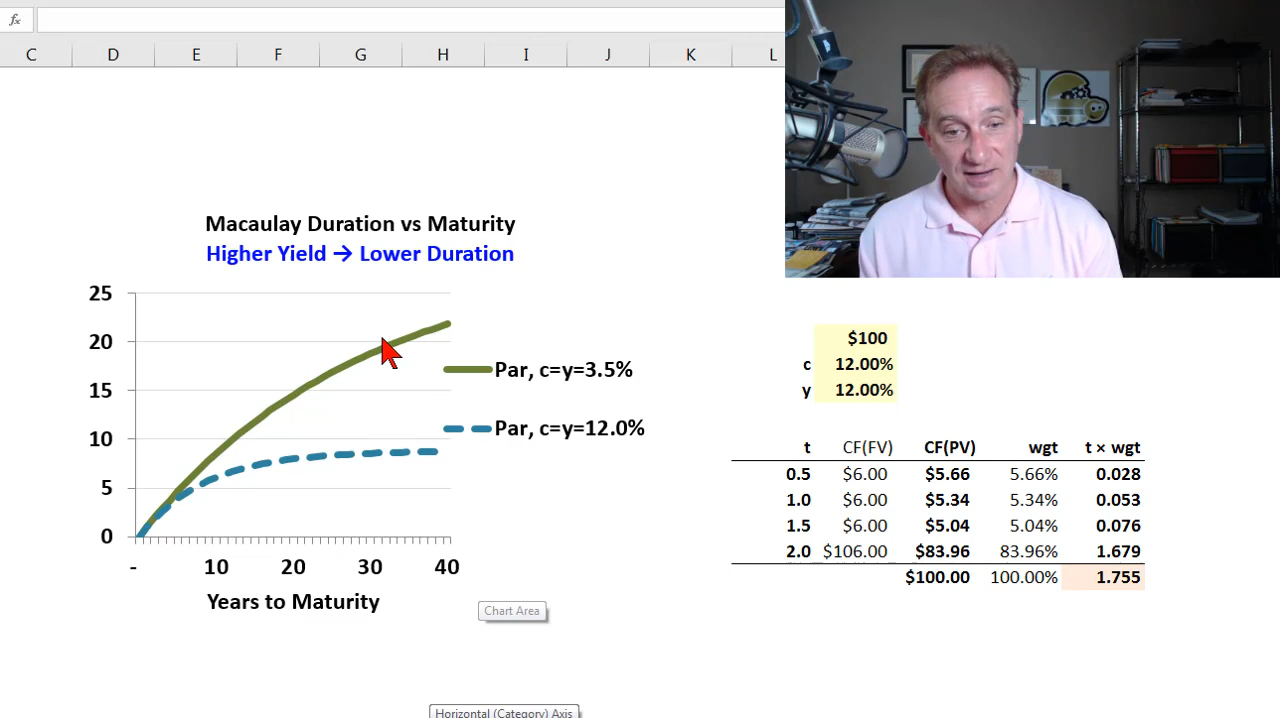 fx
C D E F G H I J K L
Macaulay Duration vs Maturity
Higher Yield → Lower Duration
25
20
15
10
5
0
- 10 20 30 40
Years to Maturity
Par, c=y=3.5%
Par, c=y=12.0%
Chart Area
Horizontal (Category) Axis
$100
c 12.00%
y 12.00%
t CF(FV) CF(PV) wgt t × wgt
0.5 $6.00 $5.66 5.66% 0.028
1.0 $6.00 $5.34 5.34% 0.053
1.5 $6.00 $5.04 5.04% 0.076
2.0 $106.00 $83.96 83.96% 1.679
$100.00 100.00% 1.755